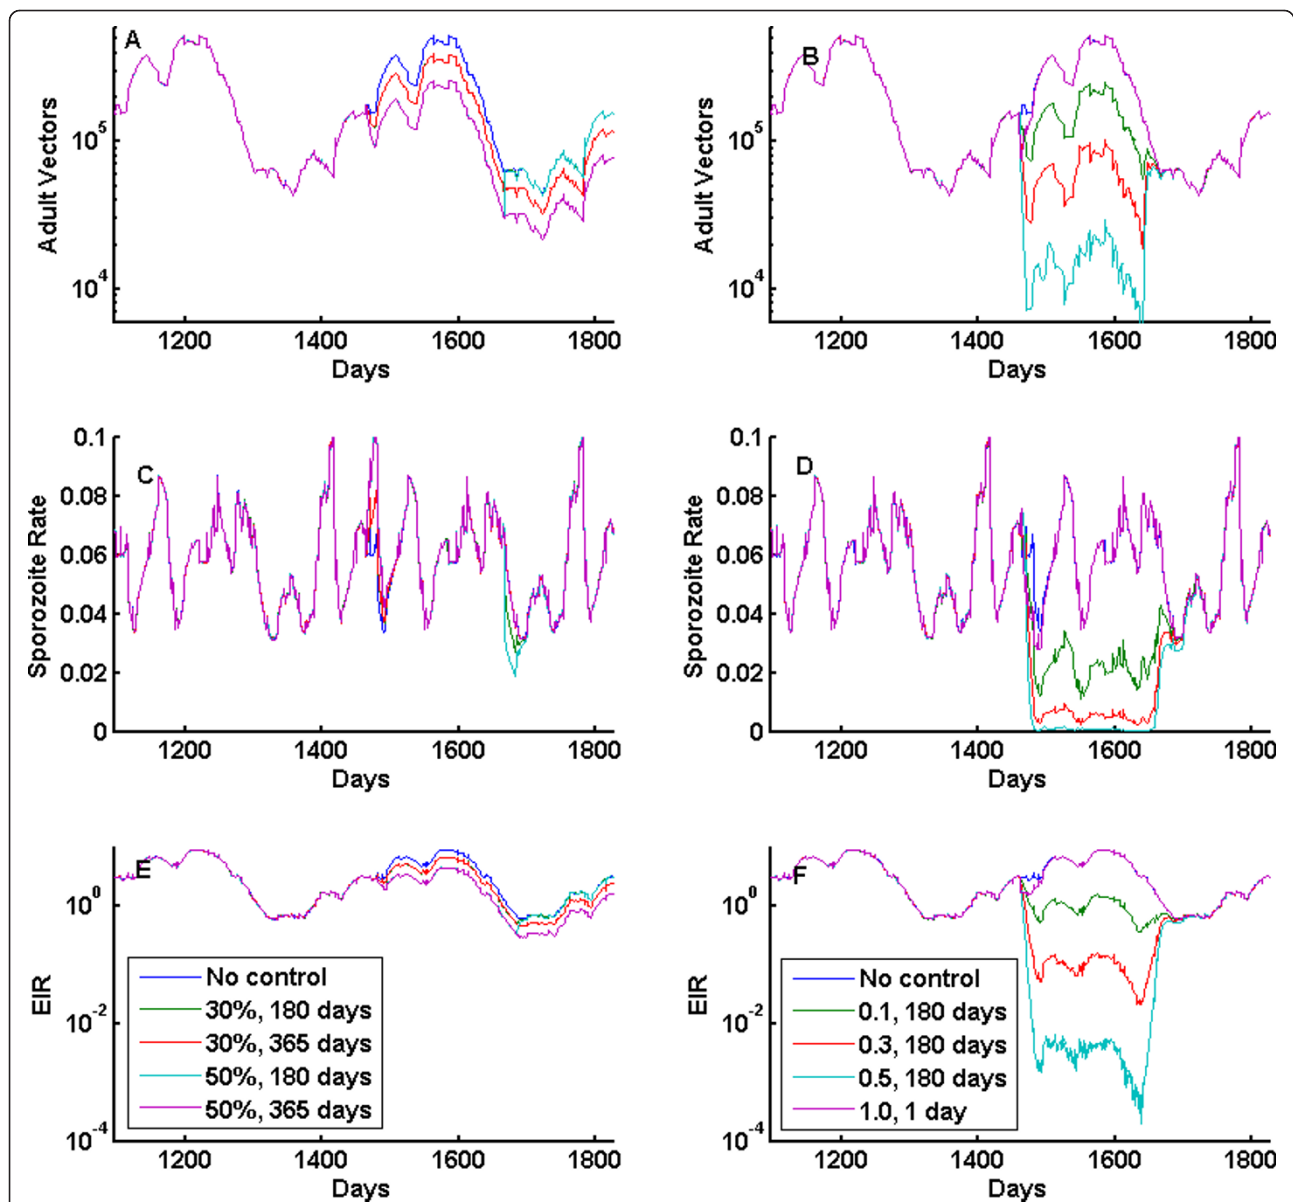 A
Adult Vectors
10^5
10^4
1200 1400 1600 1800
Days
B
Adult Vectors
10^5
10^4
1200 1400 1600 1800
Days
C
Sporozoite Rate
0.1
0.08
0.06
0.04
0.02
0
1200 1400 1600 1800
Days
D
Sporozoite Rate
0.1
0.08
0.06
0.04
0.02
0
1200 1400 1600 1800
Days
E
EIR
10^0
10^-2
10^-4
No control
30%, 180 days
30%, 365 days
50%, 180 days
50%, 365 days
1200 1400 1600 1800
Days
F
EIR
10^0
10^-2
10^-4
No control
0.1, 180 days
0.3, 180 days
0.5, 180 days
1.0, 1 day
1200 1400 1600 1800
Days